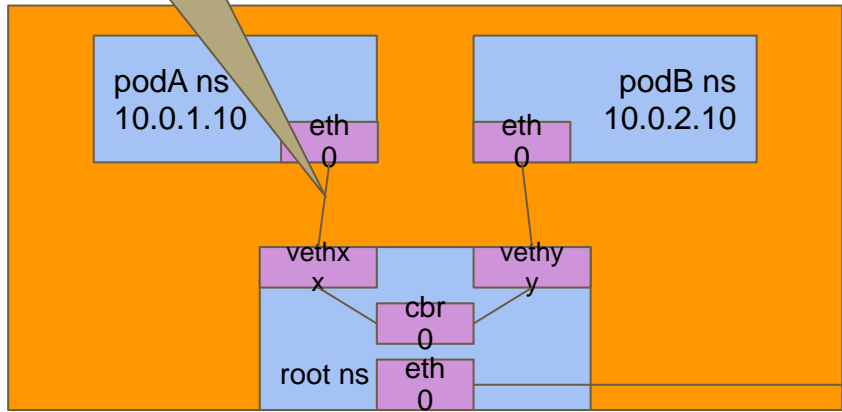 podA ns
10.0.1.10
eth
0
podB ns
10.0.2.10
eth
0
vethx
x
vethy
y
cbr
0
root ns
eth
0